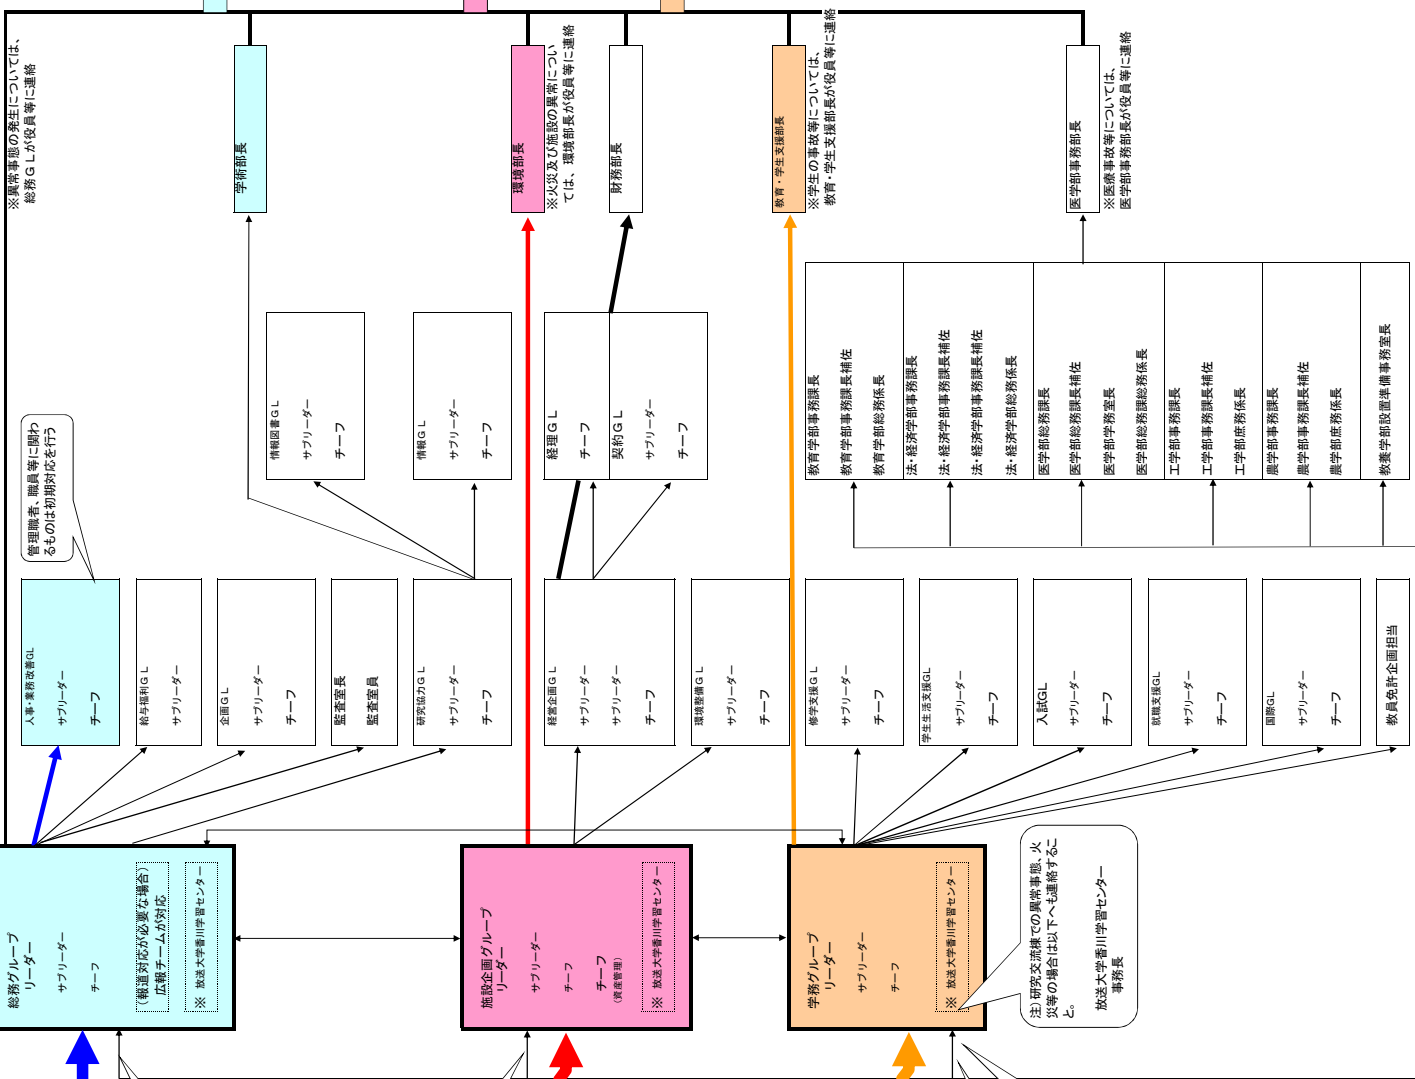 ※異常事態の発生については、
総務ＧＬが役員等に連絡
学術部長
環境部長
※火災及び施設の異常につい
ては、環境部長が役員等に連絡
財務部長
教育・学生支援部長
※学生の事故等については、
教育・学生支援部長が役員等に連絡
医学部事務部長
※医療事故等については、
医学部事務部長が役員等に連絡
管理職者、職員等に関わ
るものは初期対応を行う
情報図書ＧＬ
サブリーダー
チーフ
情報ＧＬ
サブリーダー
チーフ
経理ＧＬ
チーフ
契約ＧＬ
サブリーダー
チーフ
教育学部事務課長
教育学部事務課長補佐
教育学部総務係長
法・経済学部事務課長
法・経済学部事務課長補佐
法・経済学部事務課長補佐
法・経済学部総務係長
医学部総務課長
医学部総務課長補佐
医学部学務室長
医学部総務課総務係長
工学部事務課長
工学部事務課長補佐
工学部庶務係長
農学部事務課長
農学部事務課長補佐
農学部庶務係長
教養学部設置準備事務室長
人事・業務改善GL
サブリーダー
チーフ
給与福利ＧＬ
サブリーダー
企画ＧＬ
サブリーダー
チーフ
監査室長
監査室員
研究協力ＧＬ
サブリーダー
チーフ
経営企画ＧＬ
サブリーダー
サブリーダー
チーフ
環境整備ＧＬ
サブリーダー
チーフ
修学支援ＧＬ
サブリーダー
チーフ
学生生活支援GL
サブリーダー
チーフ
入試GL
サブリーダー
チーフ
就職支援GL
サブリーダー
チーフ
国際GL
サブリーダー
チーフ
教員免許企画担当
総務グループ
リーダー
サブリーダー
チーフ
（報道対応が必要な場合）
広報チームが対応
※ 放送大学香川学習センター
施設企画グループ
リーダー
サブリーダー
チーフ
チーフ
（資産管理）
※ 放送大学香川学習センター
学務グループ
リーダー
サブリーダー
チーフ
※ 放送大学香川学習センター
注）研究交流棟での異常事態、火
災等の場合は以下へも連絡するこ
と。
放送大学香川学習センター
事務長